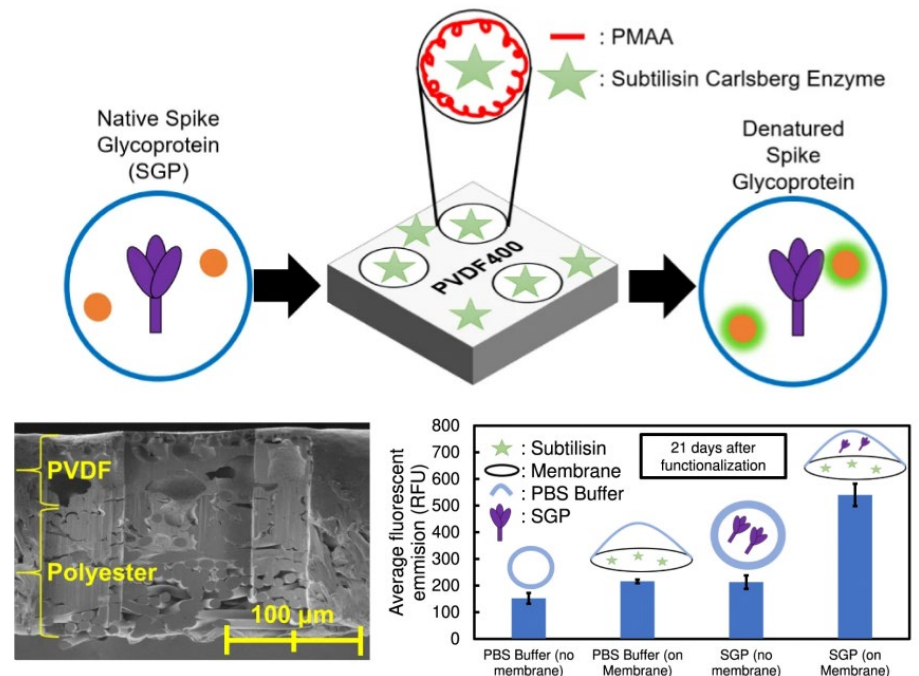 : PMAA
: Subtilisin Carlsberg Enzyme
Native Spike
Glycoprotein
(SGP)
Denatured
Spike
Glycoprotein
PVDF400
PVDF
Polyester
100 µm
Average fluorescent
emmision (RFU)
800
700
600
500
400
300
200
100
0
: Subtilisin
: Membrane
: PBS Buffer
: SGP
21 days after
functionalization
PBS Buffer (no
membrane)
PBS Buffer (on
Membrane)
SGP (no
membrane)
SGP (on
Membrane)